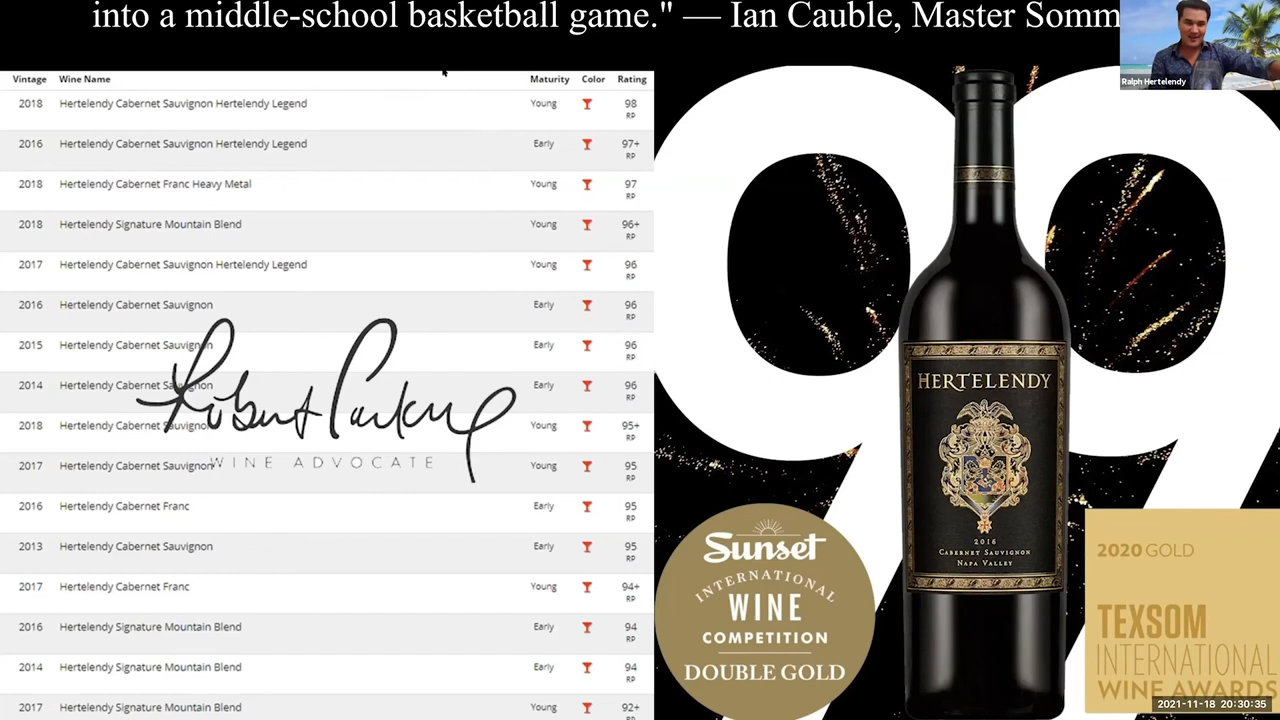 into a middle-school basketball game." — Ian Cauble, Master Somm
Ralph Hertelendy
Vintage Wine Name Maturity Color Rating
2018 Hertelendy Cabernet Sauvignon Hertelendy Legend Young 98
RP
2016 Hertelendy Cabernet Sauvignon Hertelendy Legend Early 97+
RP
2018 Hertelendy Cabernet Franc Heavy Metal Young 97
RP
2018 Hertelendy Signature Mountain Blend Young 96+
RP
2017 Hertelendy Cabernet Sauvignon Hertelendy Legend Young 96
RP
2016 Hertelendy Cabernet Sauvignon Early 96
RP
2015 Hertelendy Cabernet Sauvignon Early 96
RP
2014 Hertelendy Cabernet Sauvignon Early 96
RP
2018 Hertelendy Cabernet Sauvignon Young 95+
RP
2017 Hertelendy Cabernet Sauvignon Young 95
RP
2016 Hertelendy Cabernet Franc Early 95
RP
2013 Hertelendy Cabernet Sauvignon Early 95
RP
2017 Hertelendy Cabernet Franc Young 94+
RP
2016 Hertelendy Signature Mountain Blend Early 94
RP
2014 Hertelendy Signature Mountain Blend Early 94
RP
2017 Hertelendy Signature Mountain Blend Young 92+
RP
Robert Parker
WINE ADVOCATE
99
HERTELENDY
2016
CABERNET SAUVIGNON
NAPA VALLEY
Sunset
INTERNATIONAL
WINE
COMPETITION
DOUBLE GOLD
2020 GOLD
TEXSOM
INTERNATIONAL
WINE AWARDS
2021-11-18 20:30:35